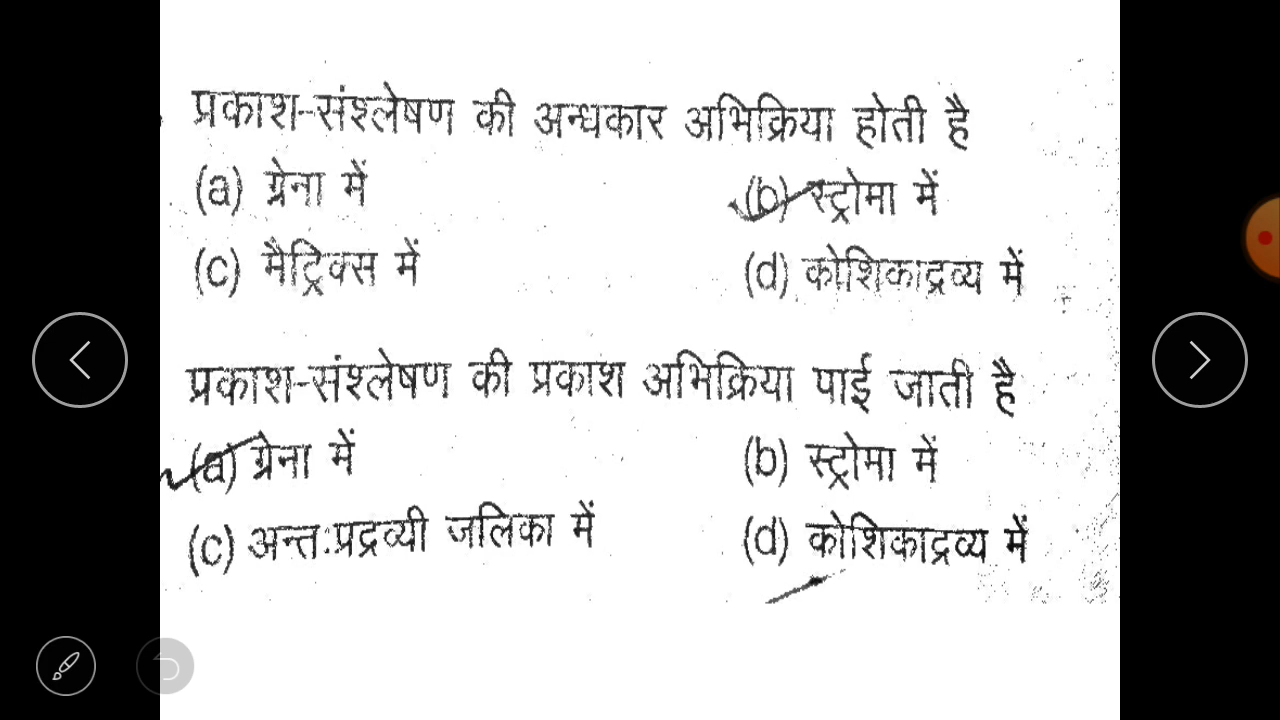 प्रकाश-संश्लेषण की अन्धकार अभिक्रिया होती है
(a) ग्रेना में (b) स्ट्रोमा में
(c) मैट्रिक्स में (d) कोशिकाद्रव्य में
प्रकाश-संश्लेषण की प्रकाश अभिक्रिया पाई जाती है
(a) ग्रेना में (b) स्ट्रोमा में
(c) अन्तःप्रद्रव्यी जलिका में (d) कोशिकाद्रव्य में